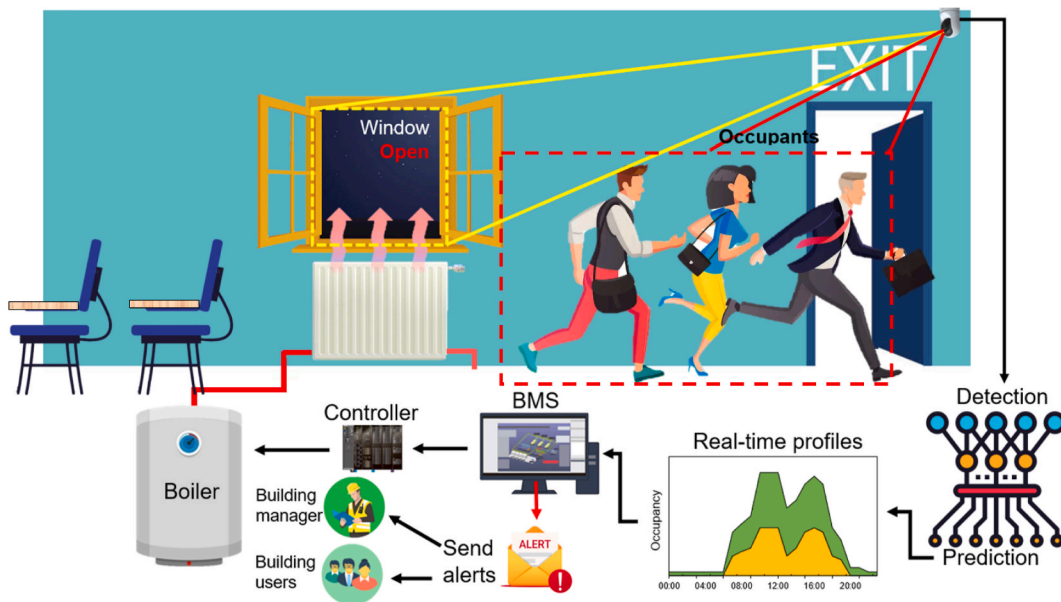 EXIT
Window
Open
Occupants
Detection
BMS
Controller
Real-time profiles
Boiler
Building
manager
Send
alerts
ALERT
Building
users
Occupancy
Prediction
00:00 04:00 08:00 12:00 16:00 20:00